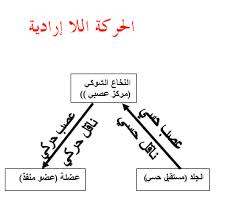 الحركة اللا إرادية
النخاع الشوكي
(مركز عصبي ))
عصب حسي
ناقل حسي
عصب حركي
ناقل حركي
الجلد (مستقبل حسي)
عضلة (عضو منفذ)